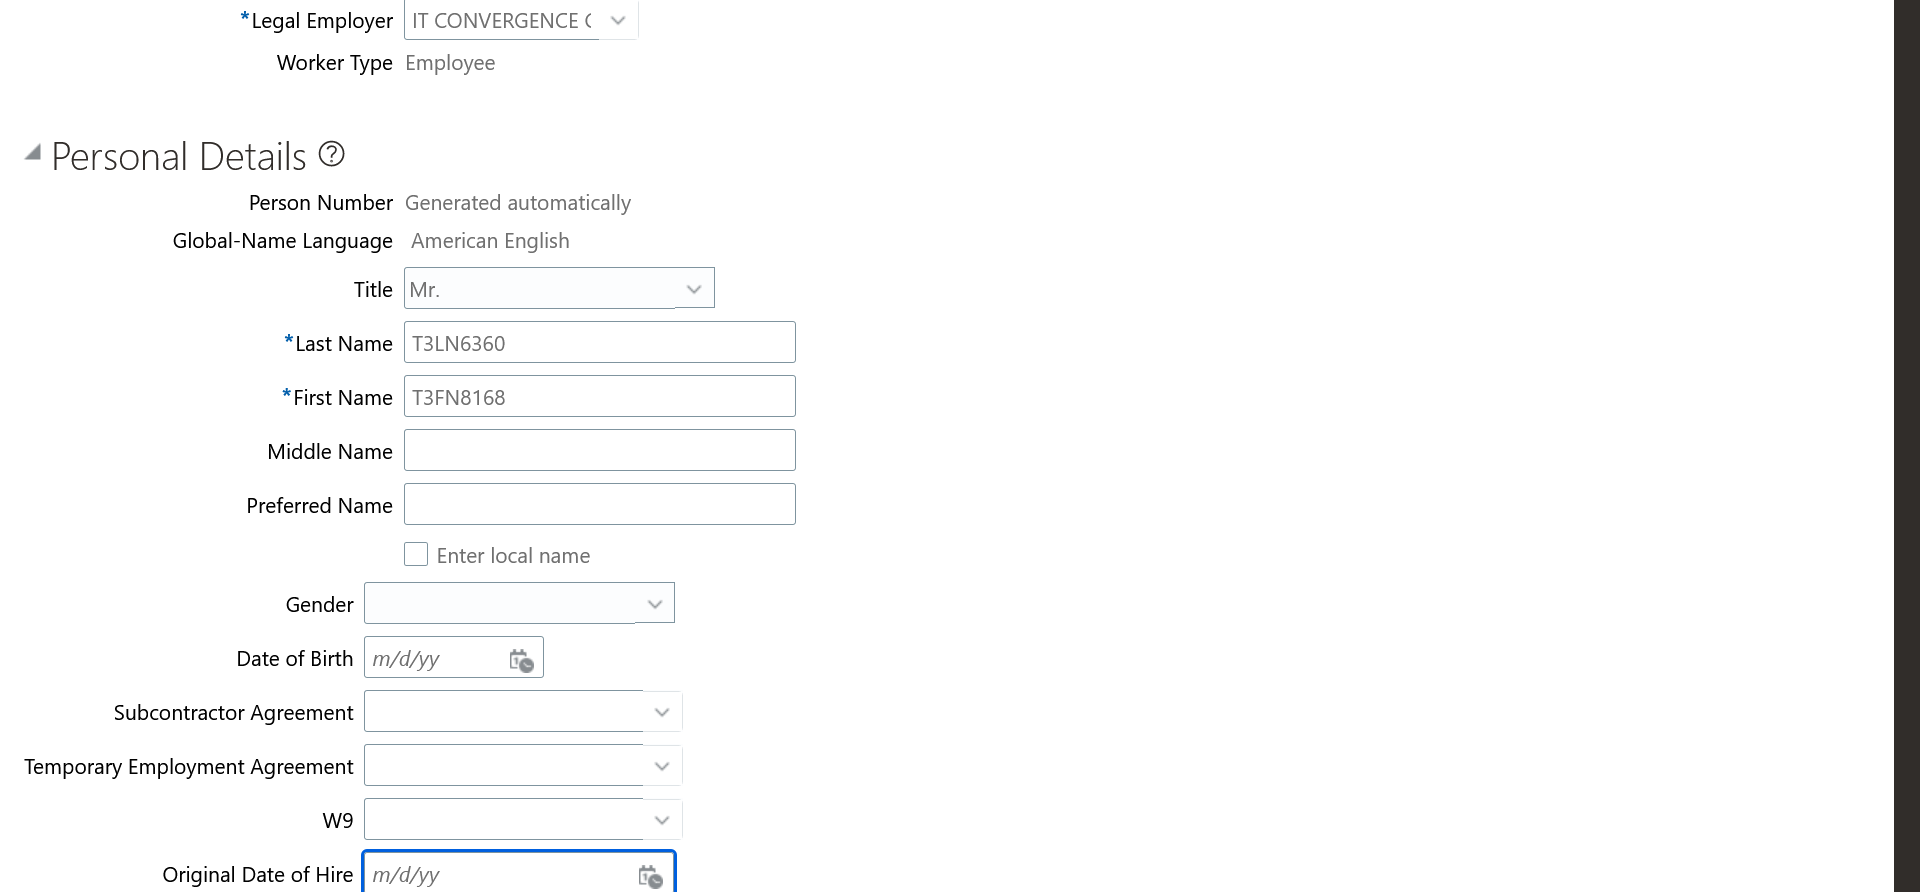 *Legal Employer IT CONVERGENCE
Worker Type Employee
Personal Details ?
Person Number Generated automatically
Global-Name Language American English
Title Mr.
*Last Name T3LN6360
*First Name T3FN8168
Middle Name
Preferred Name
Enter local name
Gender
Date of Birth m/d/yy
Subcontractor Agreement
Temporary Employment Agreement
W9
Original Date of Hire m/d/yy